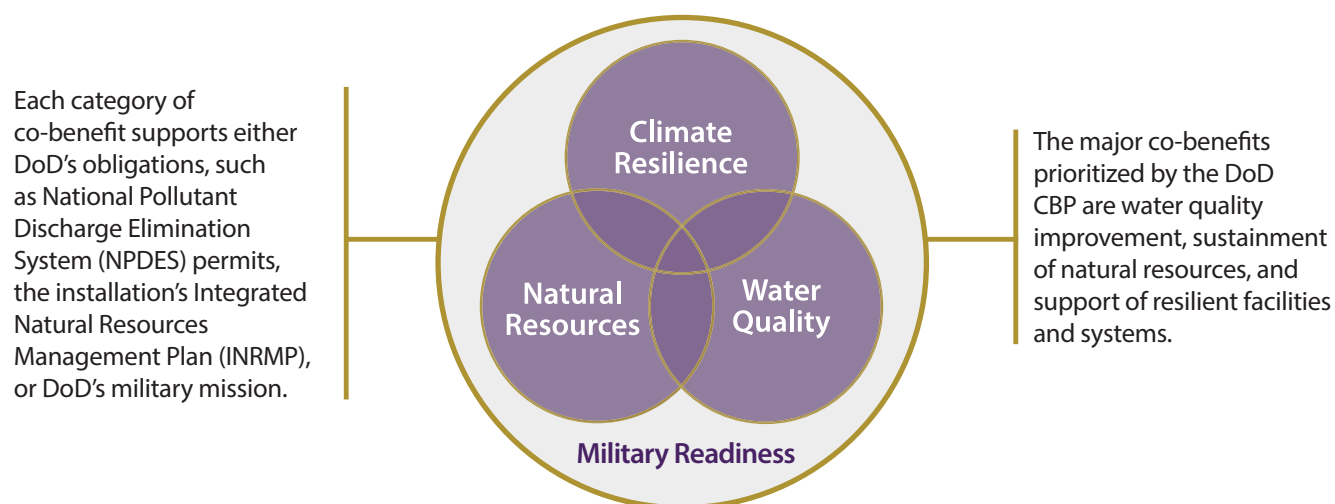 Each category of
co-benefit supports either
DoD's obligations, such
as National Pollutant
Discharge Elimination
System (NPDES) permits,
the installation's Integrated
Natural Resources
Management Plan (INRMP),
or DoD's military mission.
Climate
Resilience
Natural
Resources
Water
Quality
Military Readiness
The major co-benefits
prioritized by the DoD
CBP are water quality
improvement, sustainment
of natural resources, and
support of resilient facilities
and systems.